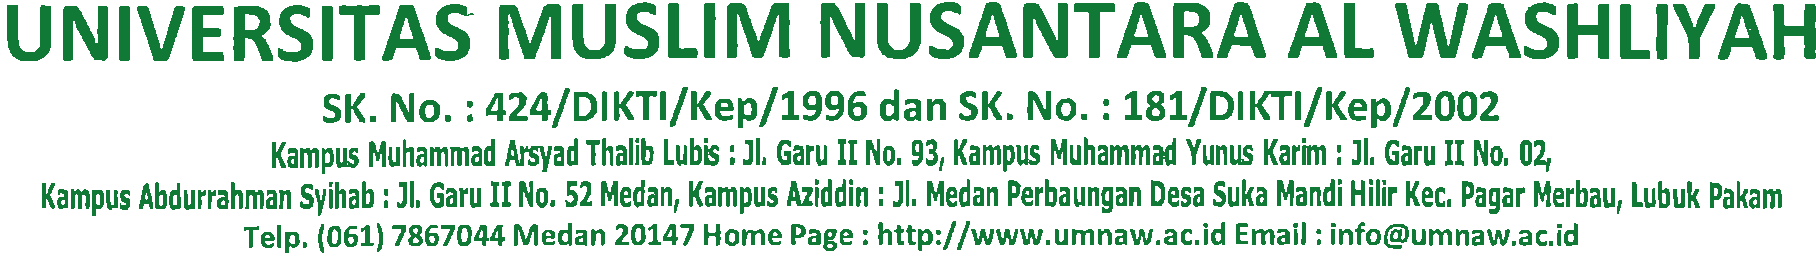 UNIVERSITAS MUSLIM NUSANTARA AL WASHLIYAH
SK. No. : 424/DIKTI/Kep/1996 dan SK. No. : 181/DIKTI/Kep/2002
Kampus Muhammad Arsyad Thalib Lubis : Jl. Garu II No. 93, Kampus Muhammad Yunus Karim : Jl. Garu II No. 02,
Kampus Abdurrahman Syihab : Jl. Garu II No. 52 Medan, Kampus Aziddin : Jl. Medan Perbaungan Desa Suka Mandi Hilir Kec. Pagar Merbau, Lubuk Pakam
Telp. (061) 7867044 Medan 20147 Home Page : http://www.umnaw.ac.id Email : info@umnaw.ac.id